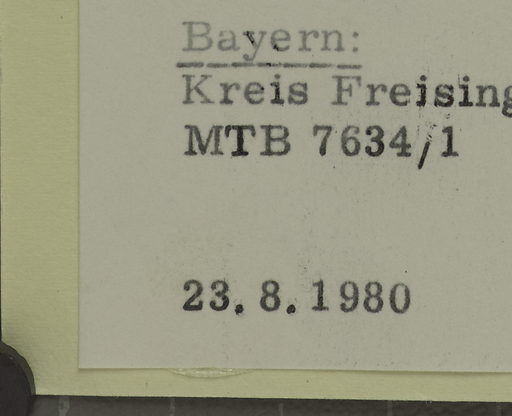 Bayern:
Kreis Freising
MTB 7634/1
23.8.1980